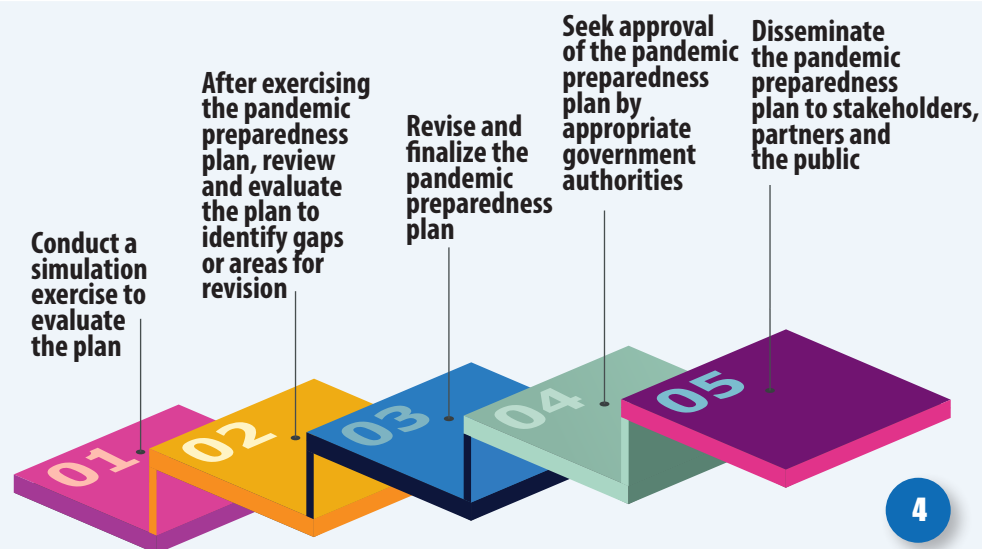 Conduct a
simulation
exercise to
evaluate
the plan
01
After exercising
the pandemic
preparedness
plan, review
and evaluate
the plan to
identify gaps
or areas for
revision
02
Revise and
finalize the
pandemic
preparedness
plan
03
Seek approval
of the pandemic
preparedness
plan by
appropriate
government
authorities
04
Disseminate
the pandemic
preparedness
plan to stakeholders,
partners and
the public
05
4